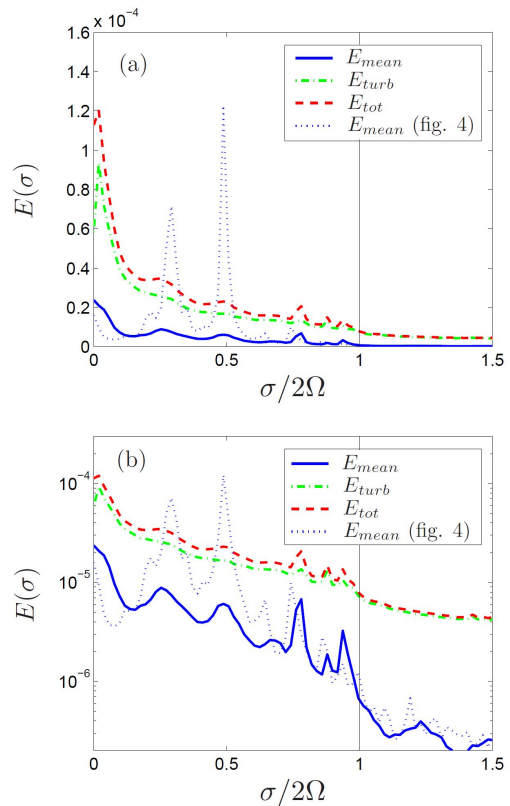 1.6 × 10⁻⁴
1.4
1.2
1
0.8
0.6
0.4
0.2
0
E(σ)
(a)
E_mean
E_turb
E_tot
E_mean (fig. 4)
0 0.5 1 1.5
σ/2Ω
(b)
E_mean
E_turb
E_tot
E_mean (fig. 4)
10⁻⁴
10⁻⁵
10⁻⁶
E(σ)
0 0.5 1 1.5
σ/2Ω